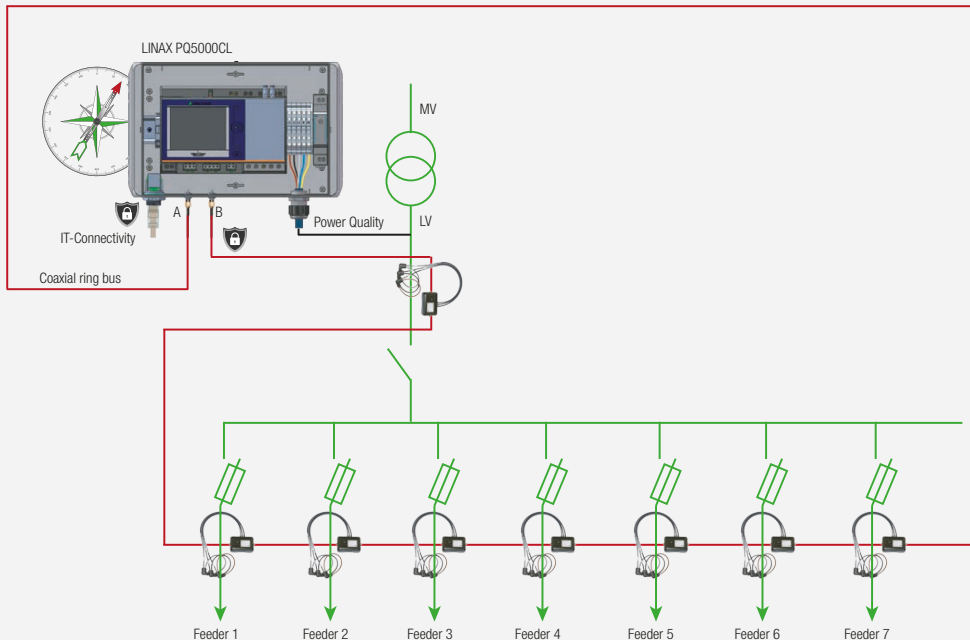 LINAX PQ5000CL
MV
LV
A
B
Power Quality
IT-Connectivity
Coaxial ring bus
Feeder 1
Feeder 2
Feeder 3
Feeder 4
Feeder 5
Feeder 6
Feeder 7